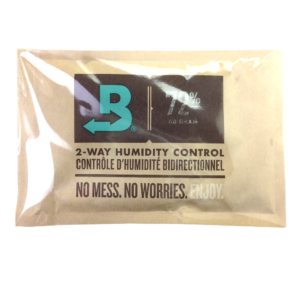 B 72%
2-WAY HUMIDITY CONTROL
CONTRÔLE D'HUMIDITÉ BIDIRECTIONNEL
NO MESS. NO WORRIES. ENJOY.